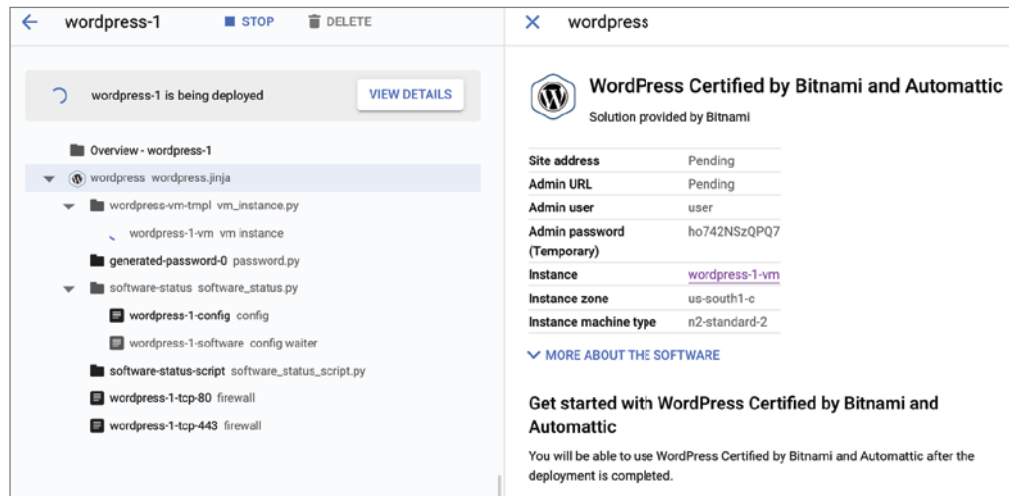 wordpress-1 STOP DELETE
wordpress-1 is being deployed VIEW DETAILS
Overview - wordpress-1
wordpress wordpress.jinja
wordpress-vm-tmpl vm_instance.py
wordpress-1-vm vm instance
generated-password-0 password.py
software-status software_status.py
wordpress-1-config config
wordpress-1-software config waiter
software-status-script software_status_script.py
wordpress-1-tcp-80 firewall
wordpress-1-tcp-443 firewall
wordpress
WordPress Certified by Bitnami and Automattic
Solution provided by Bitnami
Site address Pending
Admin URL Pending
Admin user user
Admin password ho742NSzQPQ7
(Temporary)
Instance wordpress-1-vm
Instance zone us-south1-c
Instance machine type n2-standard-2
MORE ABOUT THE SOFTWARE
Get started with WordPress Certified by Bitnami and
Automattic
You will be able to use WordPress Certified by Bitnami and Automattic after the
deployment is completed.